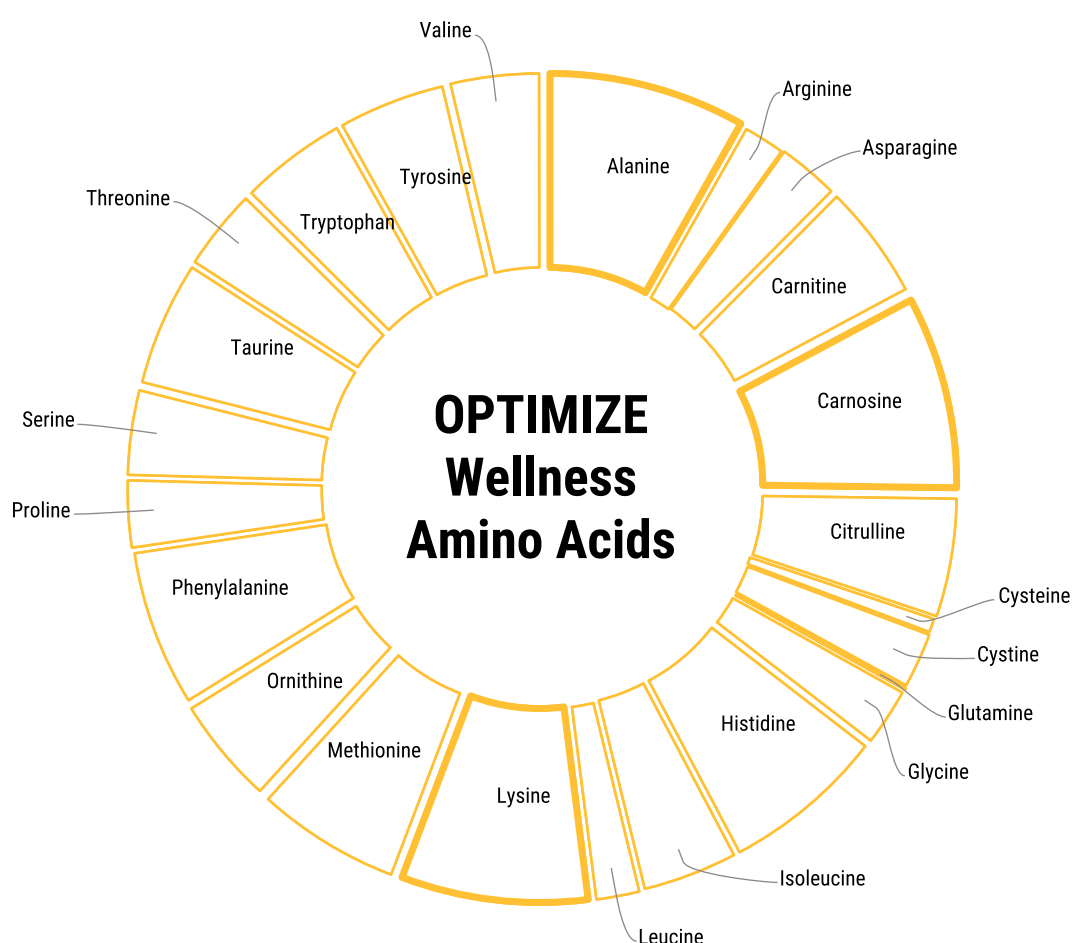 Valine
Alanine
Arginine
Asparagine
Carnitine
Carnosine
Citrulline
Cysteine
Cystine
Glutamine
Glycine
Histidine
Isoleucine
Leucine
Lysine
Methionine
Ornithine
Phenylalanine
Proline
Serine
Taurine
Threonine
Tryptophan
Tyrosine
OPTIMIZE
Wellness
Amino Acids